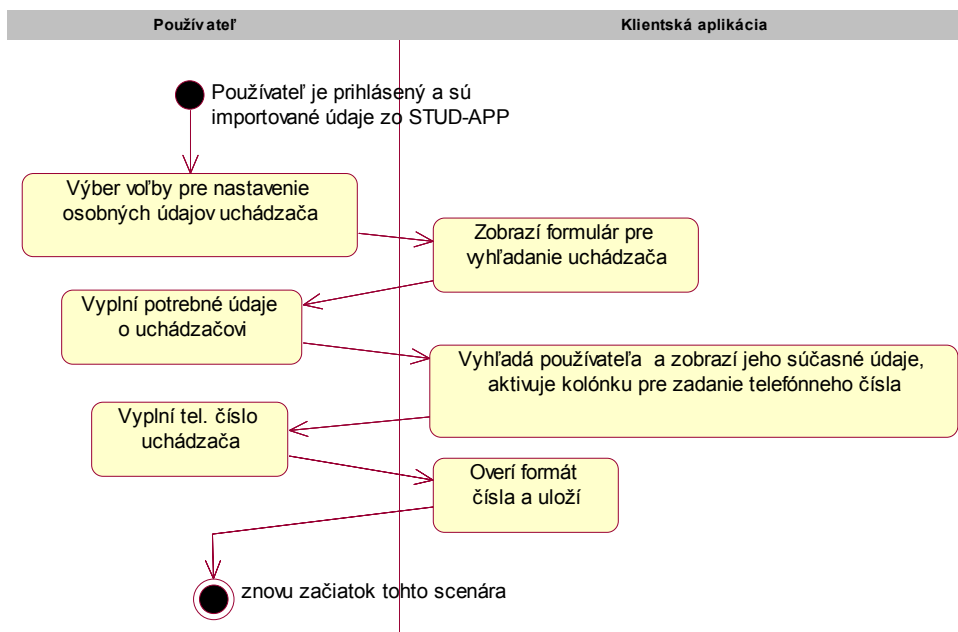 Používateľ
Klientská aplikácia
Používateľ je prihlásený a sú
importované údaje zo STUD-APP
Výber voľby pre nastavenie
osobných údajov uchádzača
Zobrazí formulár pre
vyhľadanie uchádzača
Vyplní potrebné údaje
o uchádzačovi
Vyhľadá používateľa a zobrazí jeho súčasné údaje,
aktivuje kolónku pre zadanie telefónneho čísla
Vyplní tel. číslo
uchádzača
Overí formát
čísla a uloží
znovu začiatok tohto scenára